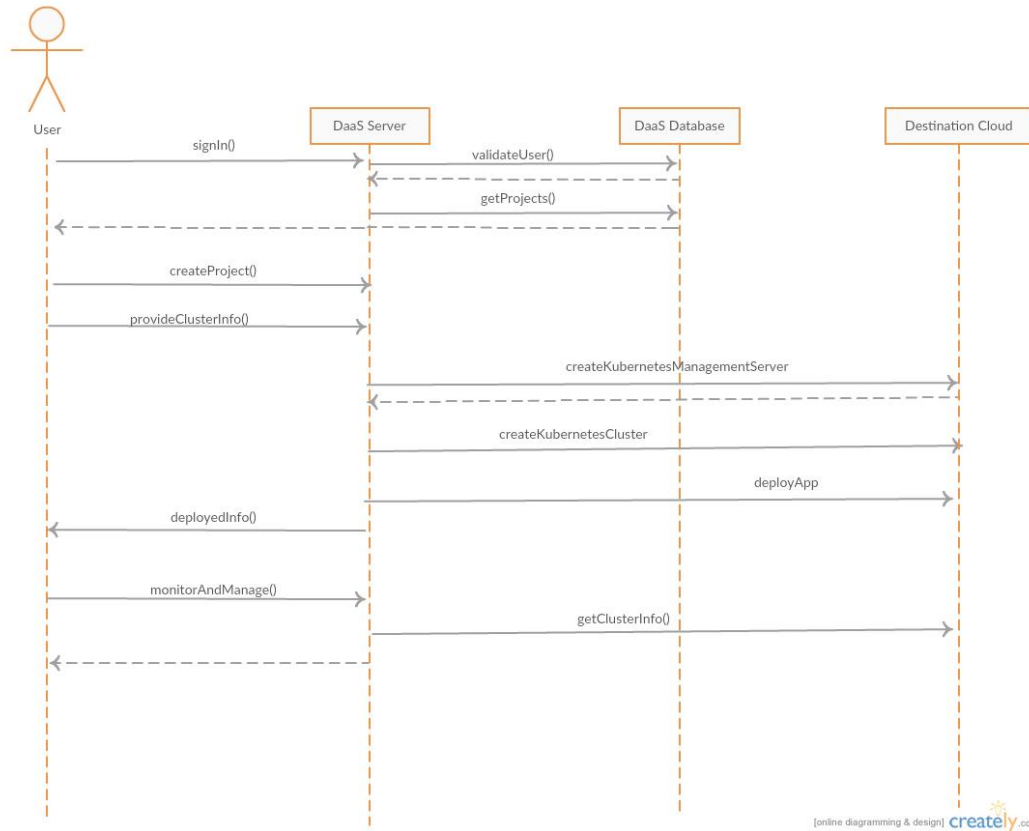 User
DaaS Server
DaaS Database
Destination Cloud
signIn()
validateUser()
getProjects()
createProject()
provideClusterInfo()
createKubernetesManagementServer
createKubernetesCluster
deployApp
deployedInfo()
monitorAndManage()
getClusterInfo()
[online diagramming & design] creately.co